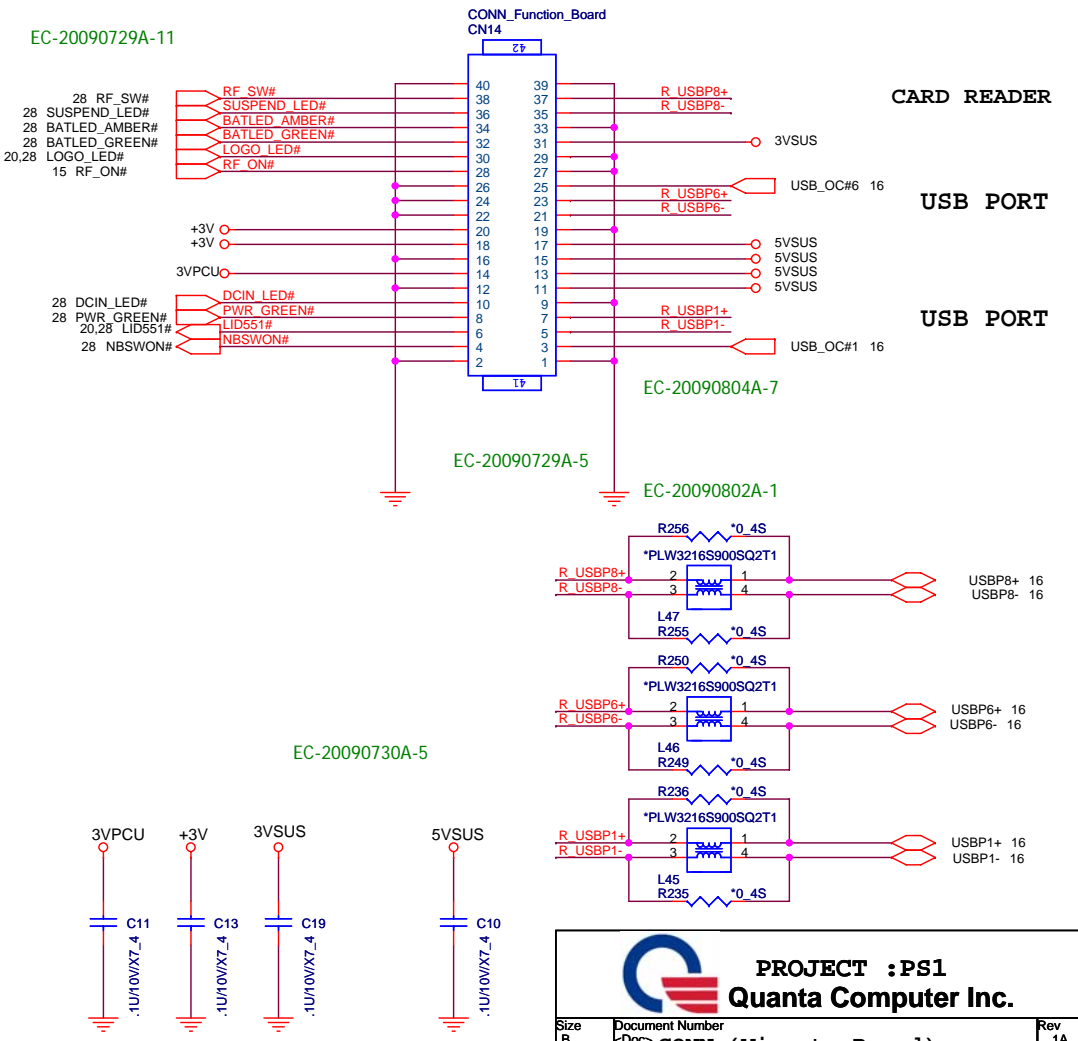 CONN_Function_Board
CN14
EC-20090729A-11
42
28 RF_SW#
RF_SW#
28 SUSPEND_LED#
SUSPEND_LED#
28 BATLED_AMBER#
BATLED_AMBER#
28 BATLED_GREEN#
BATLED_GREEN#
20,28 LOGO_LED#
LOGO_LED#
15 RF_ON#
RF_ON#
+3V
+3V
3VPCU
28 DCIN_LED#
DCIN_LED#
28 PWR_GREEN#
PWR_GREEN#
20,28 LID551#
LID551#
28 NBSWON#
NBSWON#
40 39
38 37
36 35
34 33
32 31
30 29
28 27
26 25
24 23
22 21
20 19
18 17
16 15
14 13
12 11
10 9
8 7
6 5
4 3
2 1
41
R_USBP8+
R_USBP8-
CARD READER
3VSUS
USB_OC#6 16
R_USBP6+
R_USBP6-
USB PORT
5VSUS
5VSUS
5VSUS
5VSUS
R_USBP1+
R_USBP1-
USB PORT
USB_OC#1 16
EC-20090804A-7
EC-20090729A-5
EC-20090802A-1
R256 *0_4S
*PLW3216S900SQ2T1
R_USBP8+ 2 1 USBP8+ 16
R_USBP8- 3 4 USBP8- 16
L47
R255 *0_4S
R250 *0_4S
*PLW3216S900SQ2T1
R_USBP6+ 2 1 USBP6+ 16
R_USBP6- 3 4 USBP6- 16
L46
R249 *0_4S
R236 *0_4S
*PLW3216S900SQ2T1
R_USBP1+ 2 1 USBP1+ 16
R_USBP1- 3 4 USBP1- 16
L45
R235 *0_4S
EC-20090730A-5
3VPCU +3V 3VSUS 5VSUS
C11 C13 C19 C10
.1U/10V/X7_4 .1U/10V/X7_4 .1U/10V/X7_4 .1U/10V/X7_4
PROJECT :PS1
Quanta Computer Inc.
Size Document Number Rev
B 1A